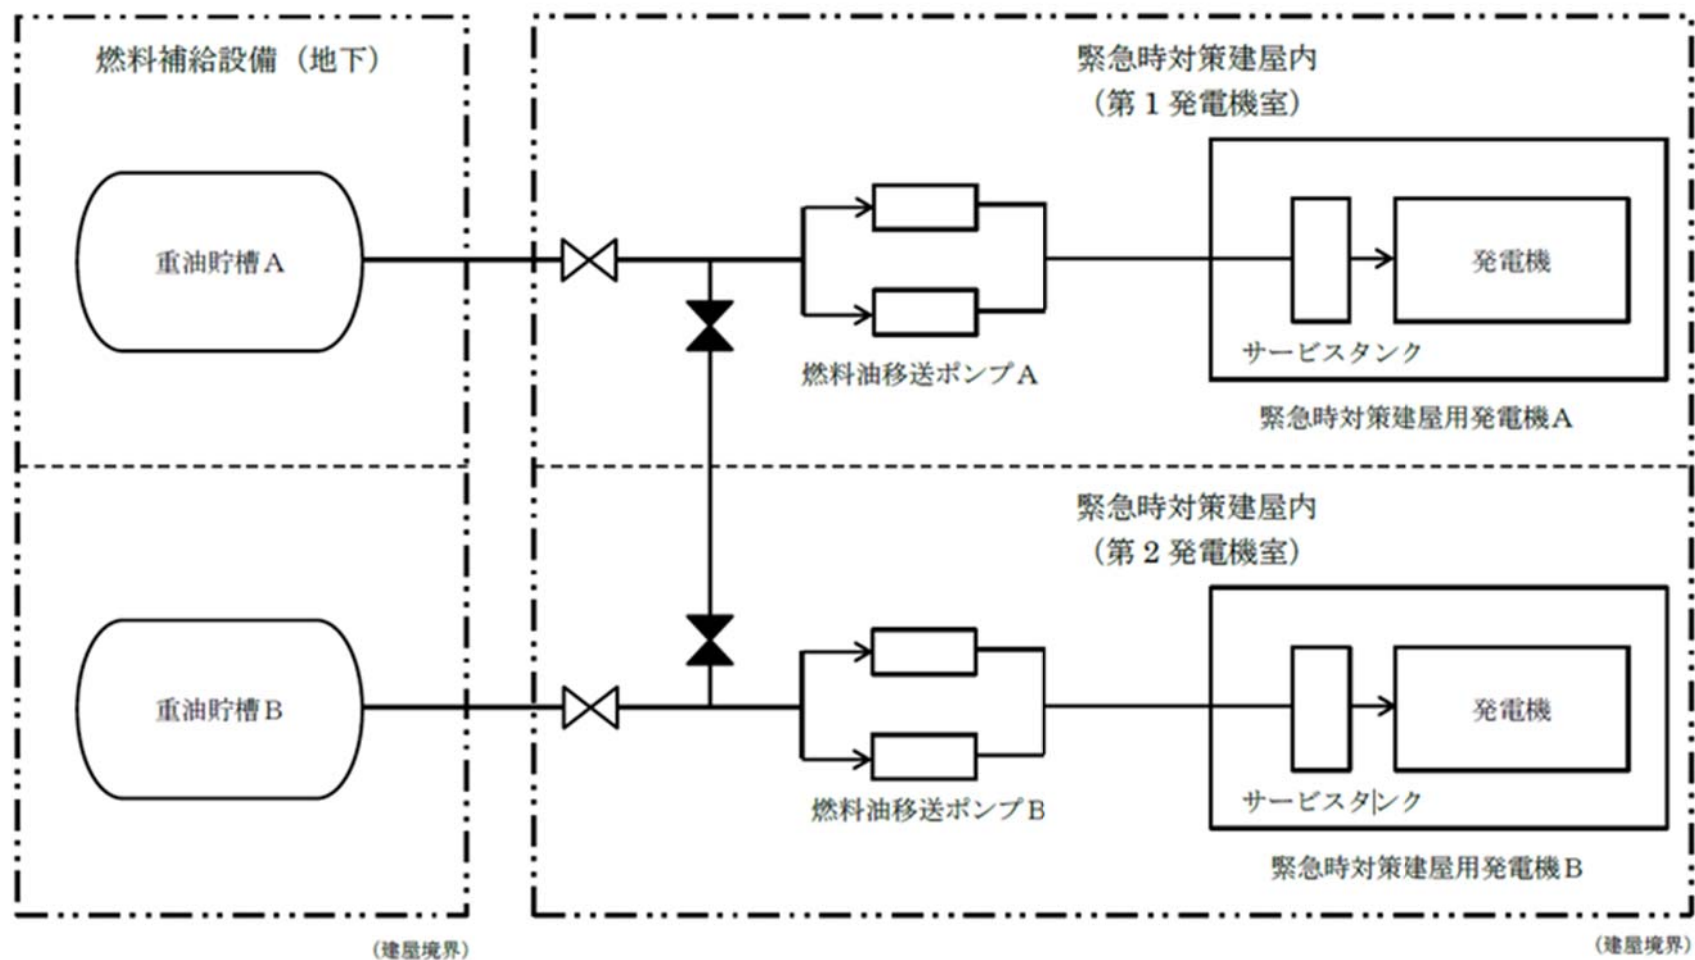 燃料補給設備（地下）
緊急時対策建屋内
（第１発電機室）
重油貯槽Ａ
発電機
サービスタンク
燃料油移送ポンプＡ
緊急時対策建屋用発電機Ａ
緊急時対策建屋内
（第２発電機室）
重油貯槽Ｂ
発電機
サービスタンク
燃料油移送ポンプＢ
緊急時対策建屋用発電機Ｂ
（建屋境界）
（建屋境界）